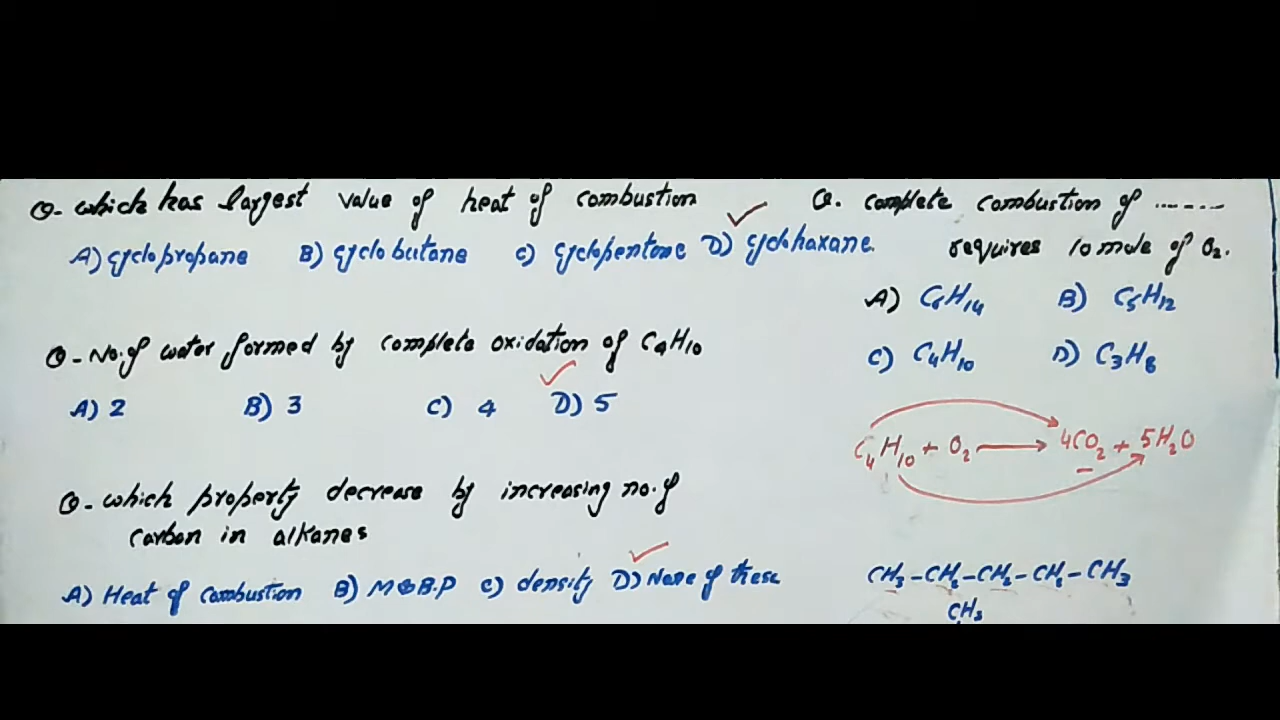 Q- which has largest value of heat of combustion
A) cyclopropane B) cyclobutane C) cyclopentane D) cyclohaxane.
Q- No. of water formed by complete oxidation of C4H10
A) 2 B) 3 C) 4 D) 5
Q- which property decrease by increasing no. of
carbon in alkanes
A) Heat of combustion B) M&B.P C) density D) None of these
Q. complete combustion of .......
requires 10 mole of O2.
A) C6H14 B) C5H12
C) C4H10 D) C3H8
C4H10 + O2 → 4CO2 + 5H2O
CH3-CH2-CH2-CH2-CH3
CH3